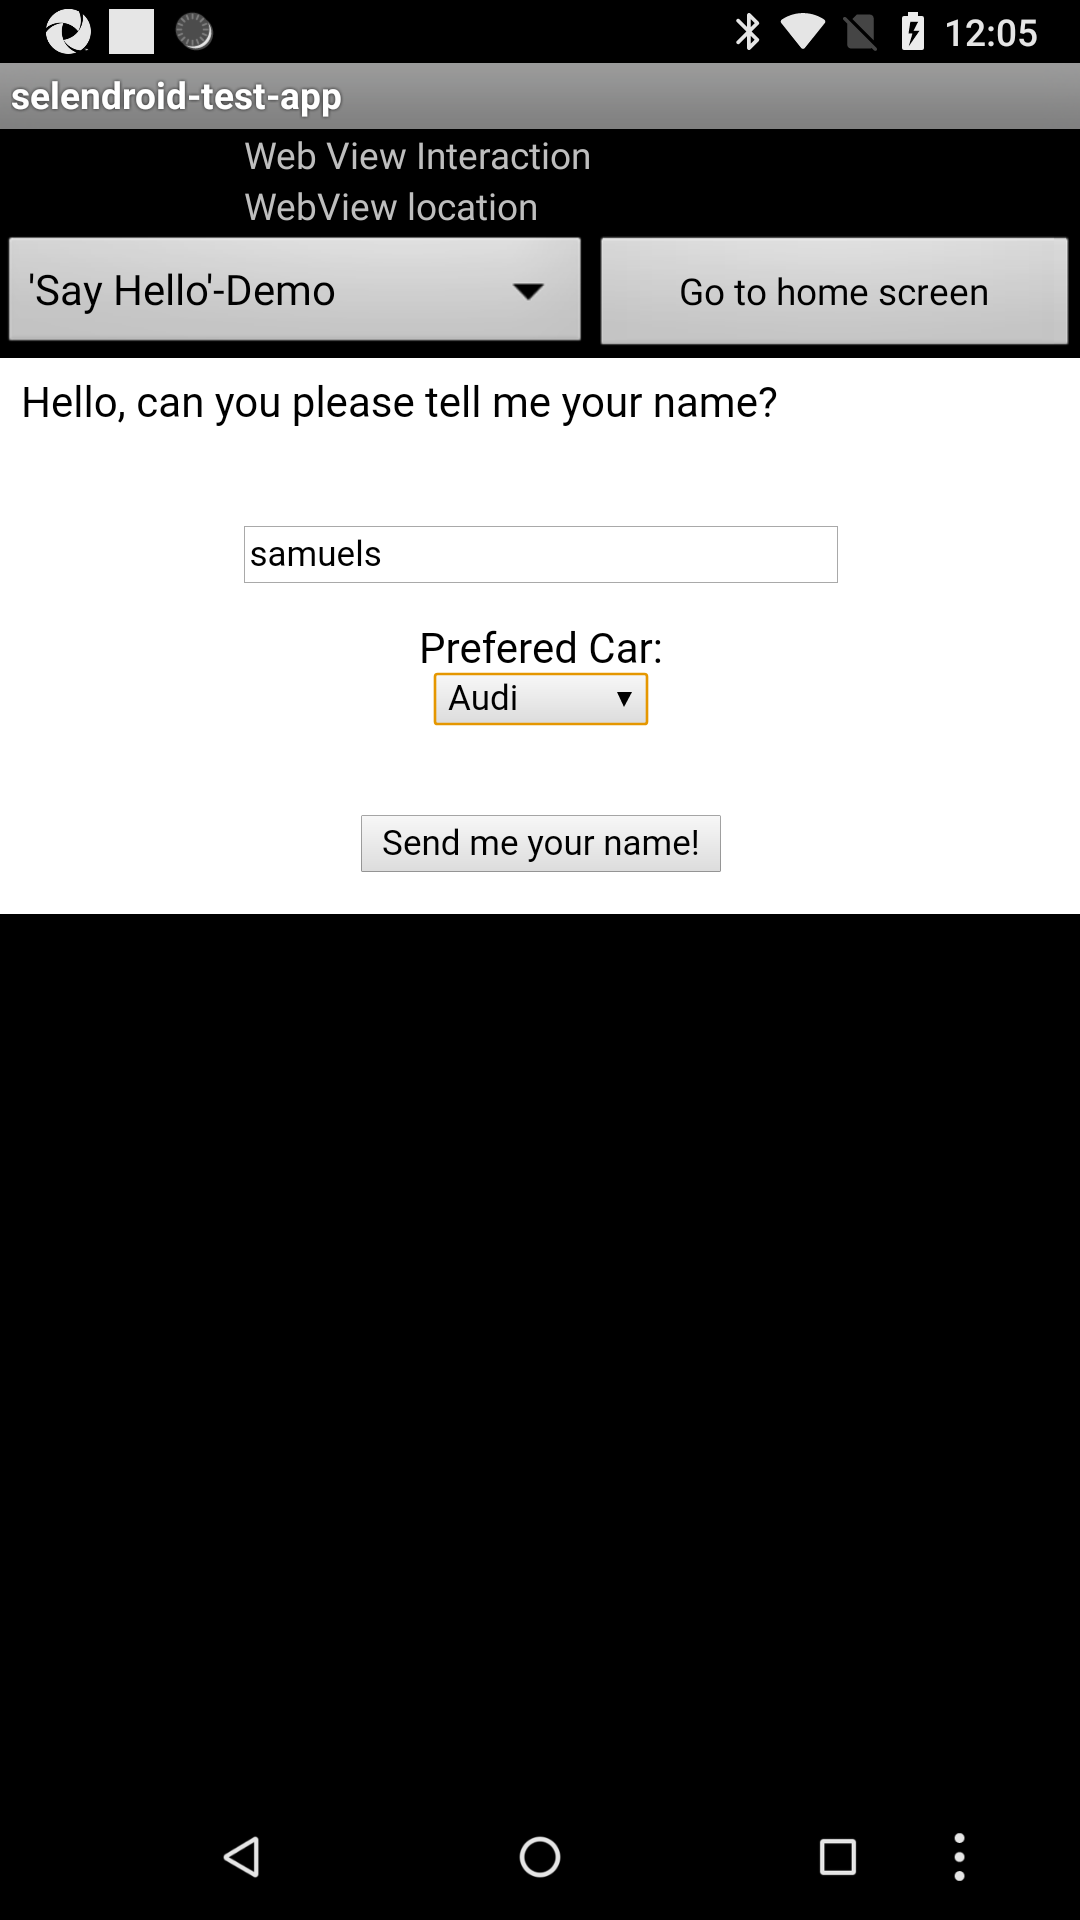 12:05
selendroid-test-app
Web View Interaction
WebView location
'Say Hello'-Demo
Go to home screen
Hello, can you please tell me your name?
samuels
Prefered Car:
Audi
Send me your name!